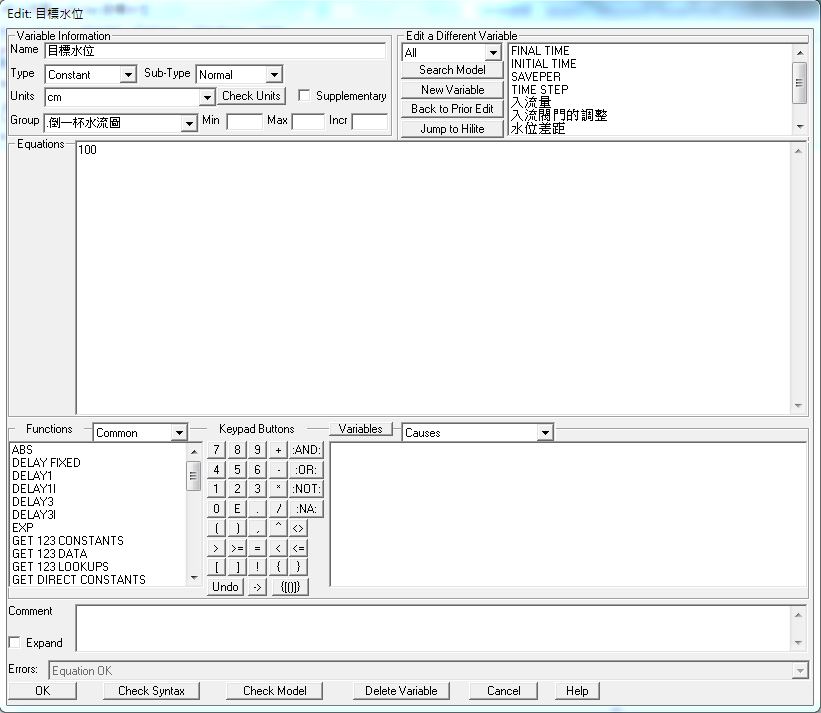 Edit: 目標水位
Variable Information
Name 目標水位
Type Constant Sub-Type Normal
Units cm Check Units Supplementary
Group .倒一杯水流圖 Min Max Incr
Edit a Different Variable
All
Search Model
New Variable
Back to Prior Edit
Jump to Hilite
FINAL TIME
INITIAL TIME
SAVEPER
TIME STEP
入流量
入流閥門的調整
水位差距
Equations
100
Functions Common
ABS
DELAY FIXED
DELAY1
DELAY1I
DELAY3
DELAY3I
EXP
GET 123 CONSTANTS
GET 123 DATA
GET 123 LOOKUPS
GET DIRECT CONSTANTS
Keypad Buttons
7 8 9 + :AND:
4 5 6 - :OR:
1 2 3 * :NOT:
0 E . / :NA:
( ) , ^ <>
> >= = < <=
[ ] ! { }
Undo -> {[()]}
Variables Causes
Comment
Expand
Errors: Equation OK
OK Check Syntax Check Model Delete Variable Cancel Help